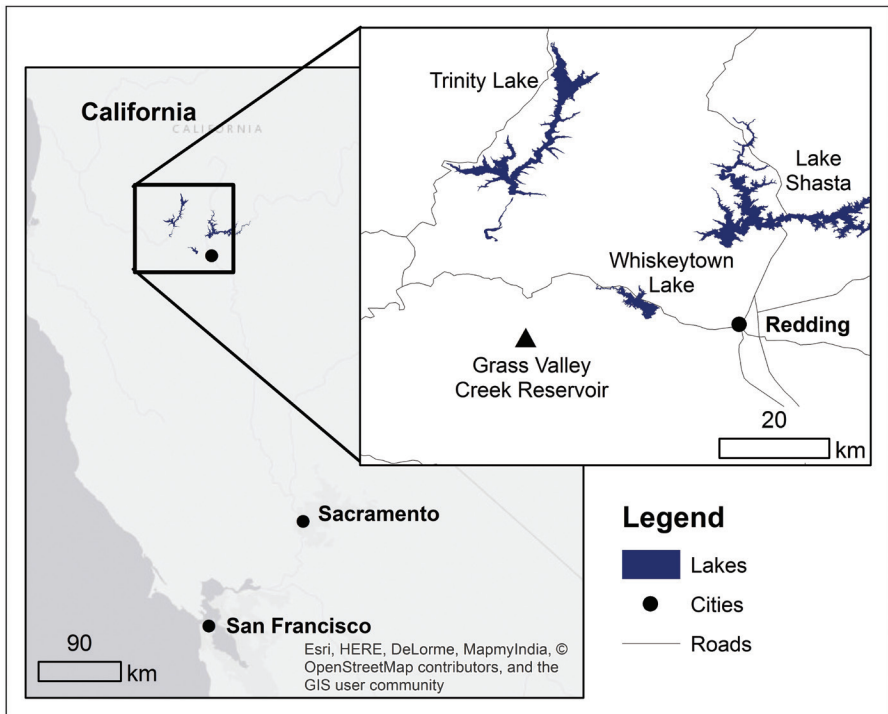 California
CALIFORNIA
Trinity Lake
Lake
Shasta
Whiskeytown
Lake
Redding
Grass Valley
Creek Reservoir
20
km
Sacramento
San Francisco
90
km
Esri, HERE, DeLorme, MapmyIndia, ©
OpenStreetMap contributors, and the
GIS user community
Legend
Lakes
Cities
Roads